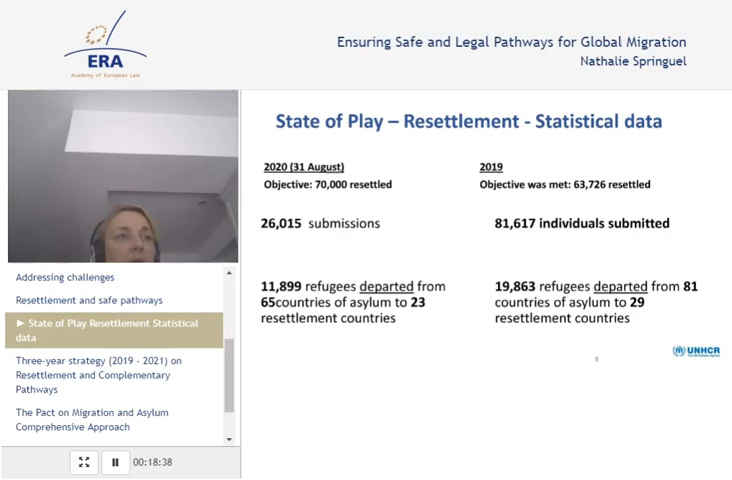 ERA
Academy of European Law
Ensuring Safe and Legal Pathways for Global Migration
Nathalie Springuel
Addressing challenges
Resettlement and safe pathways
► State of Play Resettlement Statistical
data
Three-year strategy (2019 - 2021) on
Resettlement and Complementary
Pathways
The Pact on Migration and Asylum
Comprehensive Approach
00:18:38
State of Play – Resettlement - Statistical data
2020 (31 August)
Objective: 70,000 resettled
26,015 submissions
11,899 refugees departed from
65countries of asylum to 23
resettlement countries
2019
Objective was met: 63,726 resettled
81,617 individuals submitted
19,863 refugees departed from 81
countries of asylum to 29
resettlement countries
UNHCR